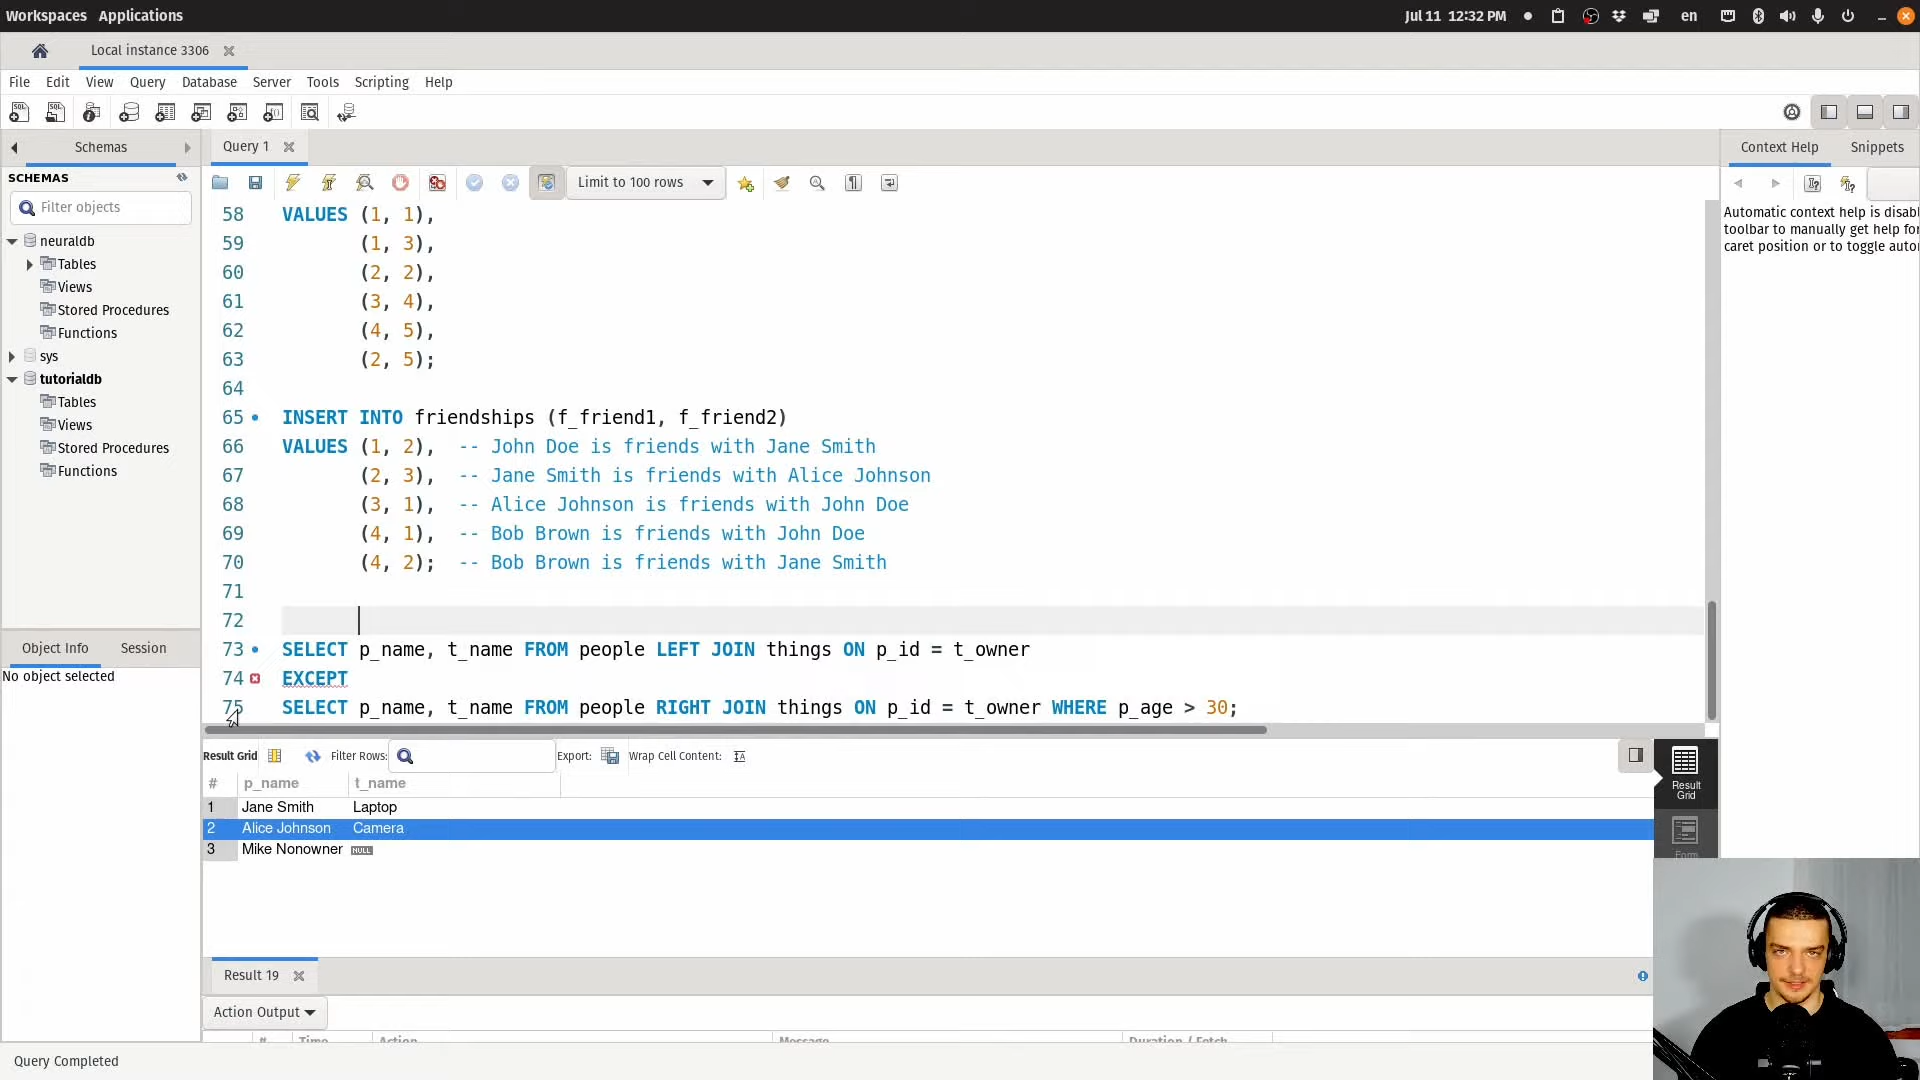 Workspaces Applications
Jul 11 12:32 PM
en
Local instance 3306
File Edit View Query Database Server Tools Scripting Help
Schemas
Query 1
Context Help Snippets
SCHEMAS
Limit to 100 rows
Filter objects
Automatic context help is disabl
toolbar to manually get help for
caret position or to toggle auto
neuraldb
Tables
Views
Stored Procedures
Functions
sys
tutorialdb
Tables
Views
Stored Procedures
Functions
58 VALUES (1, 1),
59 (1, 3),
60 (2, 2),
61 (3, 4),
62 (4, 5),
63 (2, 5);
64
65 INSERT INTO friendships (f_friend1, f_friend2)
66 VALUES (1, 2), -- John Doe is friends with Jane Smith
67 (2, 3), -- Jane Smith is friends with Alice Johnson
68 (3, 1), -- Alice Johnson is friends with John Doe
69 (4, 1), -- Bob Brown is friends with John Doe
70 (4, 2); -- Bob Brown is friends with Jane Smith
71
72
73 SELECT p_name, t_name FROM people LEFT JOIN things ON p_id = t_owner
74 EXCEPT
75 SELECT p_name, t_name FROM people RIGHT JOIN things ON p_id = t_owner WHERE p_age > 30;
Object Info Session
No object selected
Result Grid Filter Rows: Export: Wrap Cell Content:
# p_name t_name
1 Jane Smith Laptop
2 Alice Johnson Camera
3 Mike Nonowner NULL
Result
Grid
Form
Result 19
Action Output
# Time Action Message Duration / Fetch
Query Completed